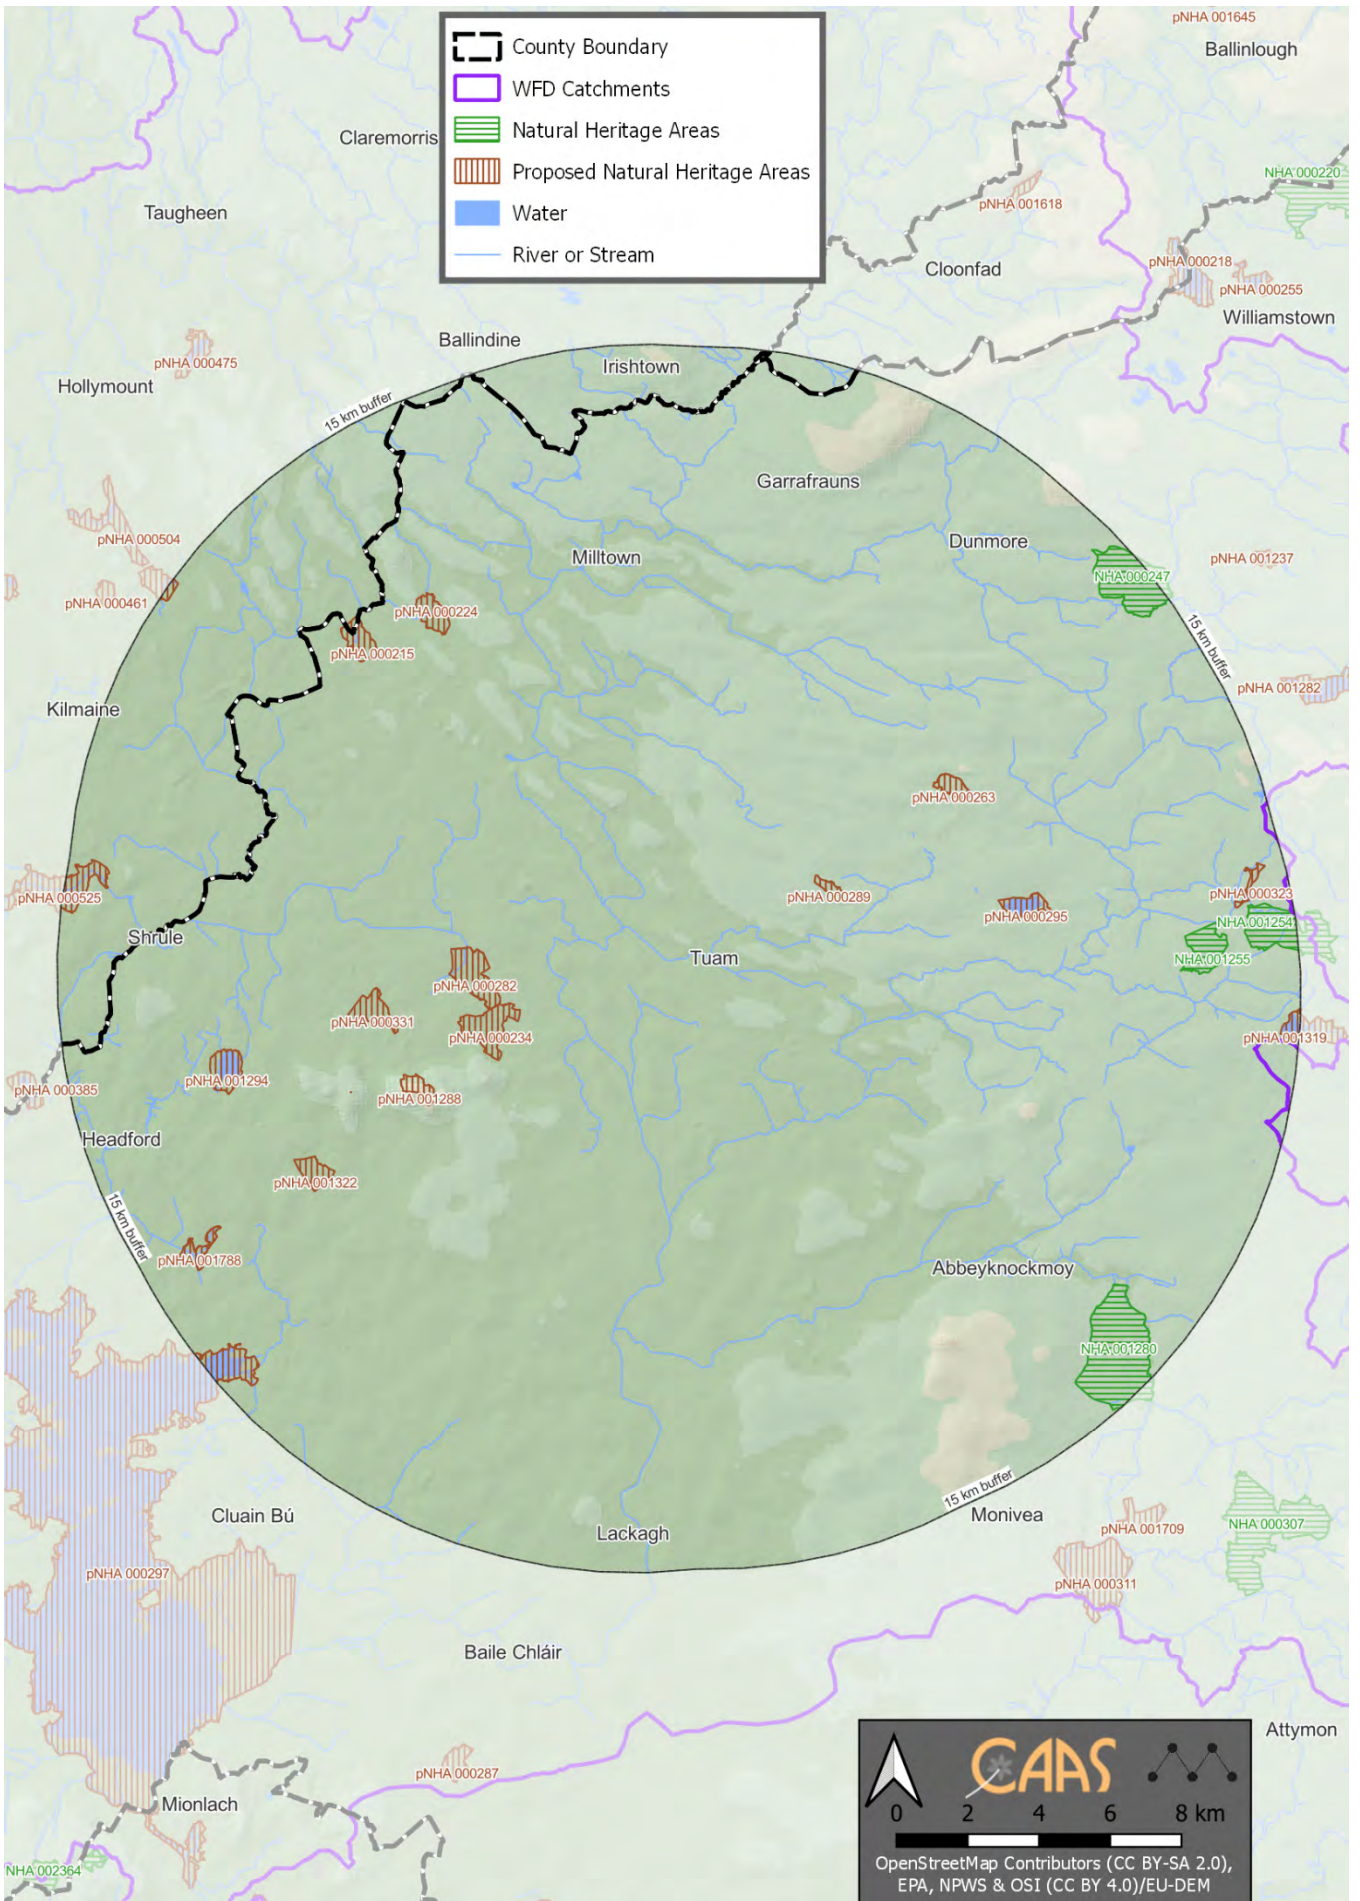 pNHA 001645
Ballinlough
County Boundary
WFD Catchments
Natural Heritage Areas
Proposed Natural Heritage Areas
Water
River or Stream
Claremorris
Taugheen
NHA 000220
pNHA 001618
pNHA 000218
Cloonfad
pNHA 000255
Williamstown
Ballindine
pNHA 000475
Irishtown
Hollymount
15 km buffer
Garrafrauns
pNHA 000504
Dunmore
Milltown
pNHA 001237
NHA 000247
pNHA 000461
pNHA 000224
15 km buffer
pNHA 000215
pNHA 001282
Kilmaine
pNHA 000263
pNHA 000525
pNHA 000289
pNHA 000323
pNHA 000295
NHA 001254
Shrule
Tuam
NHA 001255
pNHA 000282
pNHA 000331
pNHA 000234
pNHA 001319
pNHA 001294
pNHA 000385
pNHA 001288
Headford
pNHA 001322
15 km buffer
pNHA 001788
Abbeyknockmoy
NHA 001280
15 km buffer
Cluain Bú
Monivea
Lackagh
pNHA 001709
NHA 000307
pNHA 000297
pNHA 000311
Baile Chláir
Attymon
pNHA 000287
Mionlach
NHA 002364
CAAS
0 2 4 6 8 km
OpenStreetMap Contributors (CC BY-SA 2.0),
EPA, NPWS & OSI (CC BY 4.0)/EU-DEM